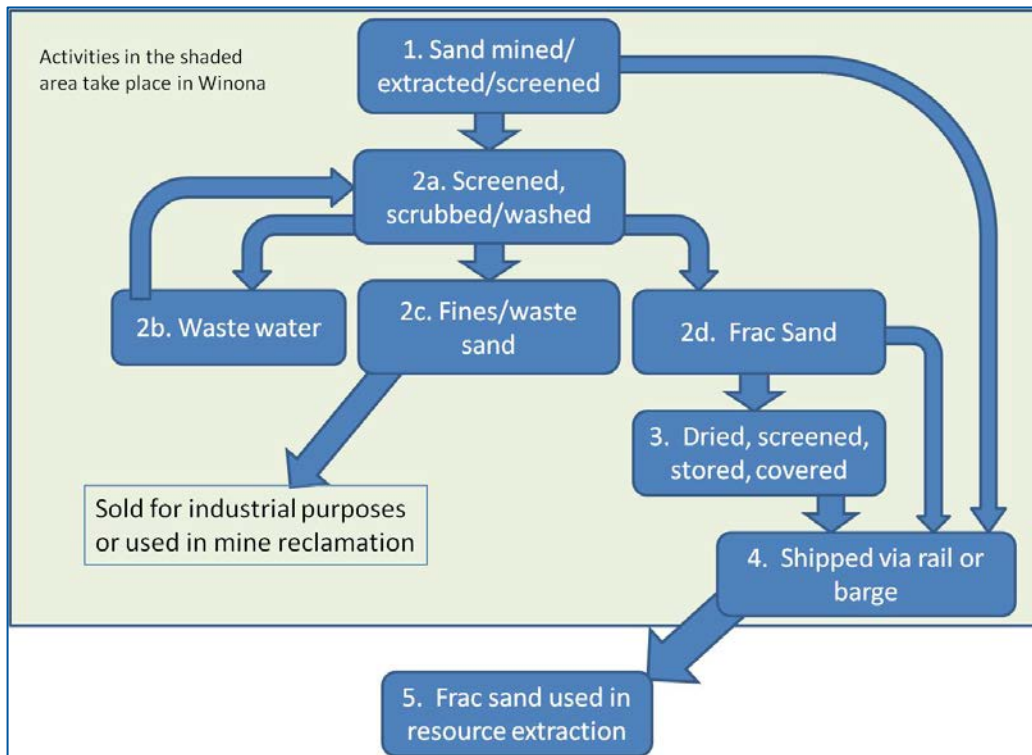 Activities in the shaded
area take place in Winona
1. Sand mined/
extracted/screened
2a. Screened,
scrubbed/washed
2b. Waste water
2c. Fines/waste
sand
2d. Frac Sand
3. Dried, screened,
stored, covered
Sold for industrial purposes
or used in mine reclamation
4. Shipped via rail or
barge
5. Frac sand used in
resource extraction